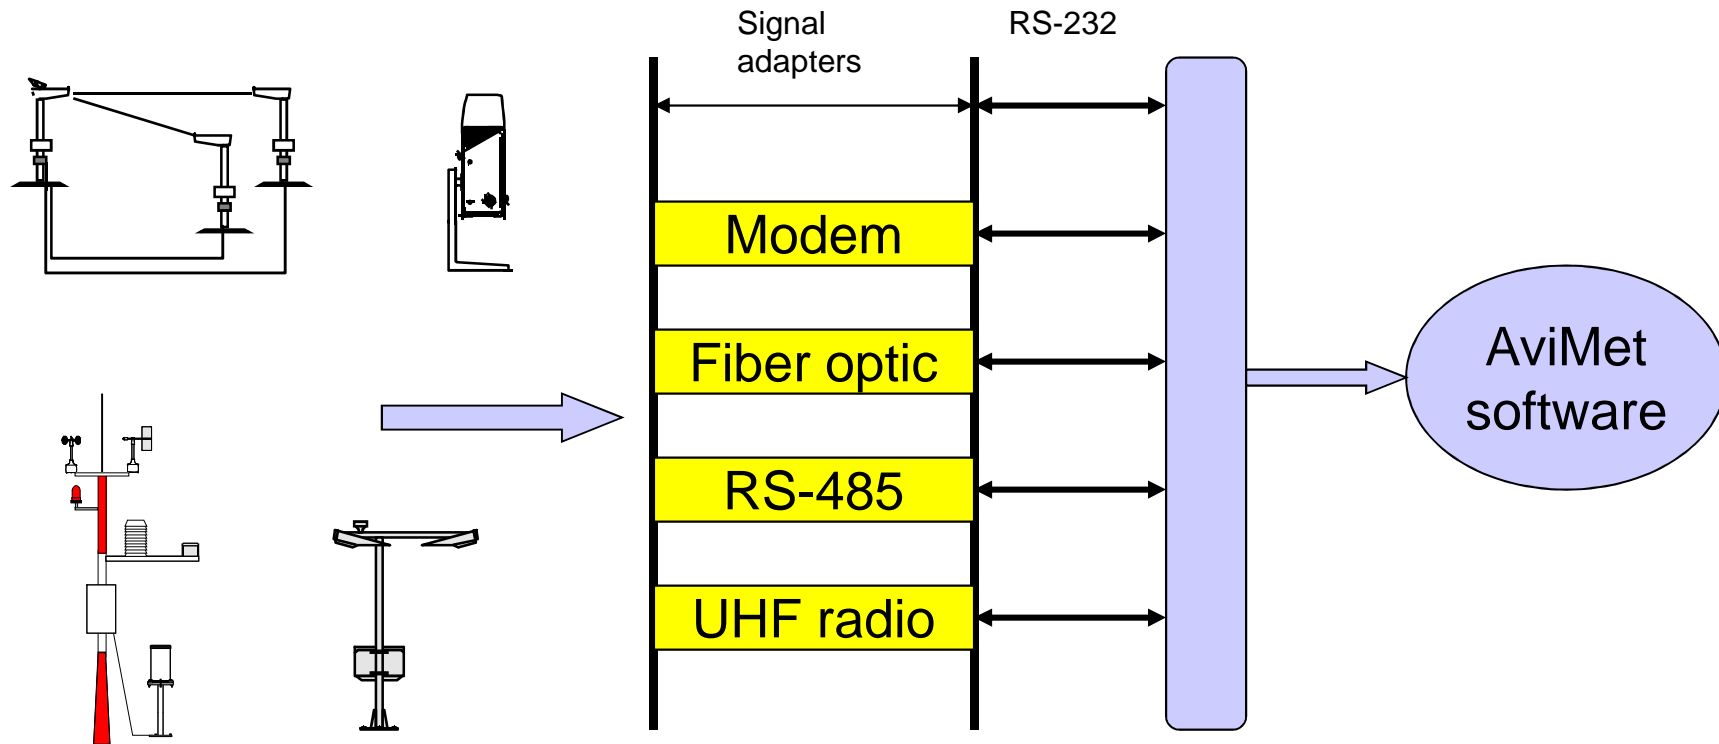 Signal
adapters
RS-232
Modem
Fiber optic
RS-485
UHF radio
AviMet
software